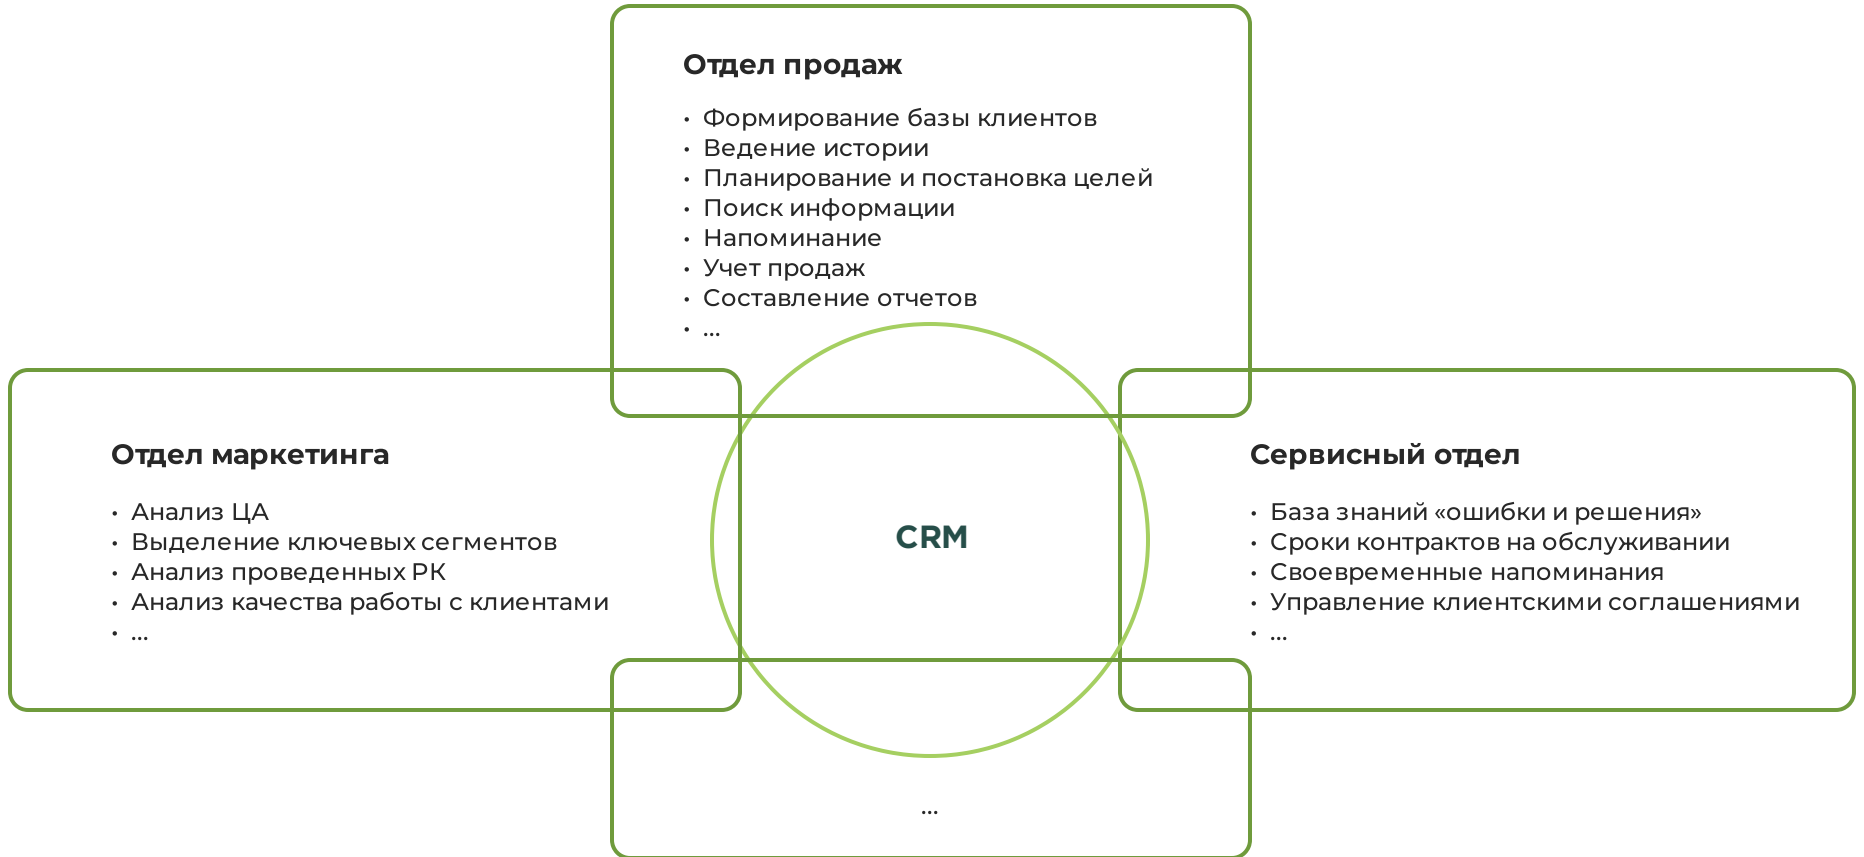 Отдел продаж
• Формирование базы клиентов
• Ведение истории
• Планирование и постановка целей
• Поиск информации
• Напоминание
• Учет продаж
• Составление отчетов
• ...
Отдел маркетинга
• Анализ ЦА
• Выделение ключевых сегментов
• Анализ проведенных РК
• Анализ качества работы с клиентами
• ...
CRM
Сервисный отдел
• База знаний «ошибки и решения»
• Сроки контрактов на обслуживании
• Своевременные напоминания
• Управление клиентскими соглашениями
• ...
...